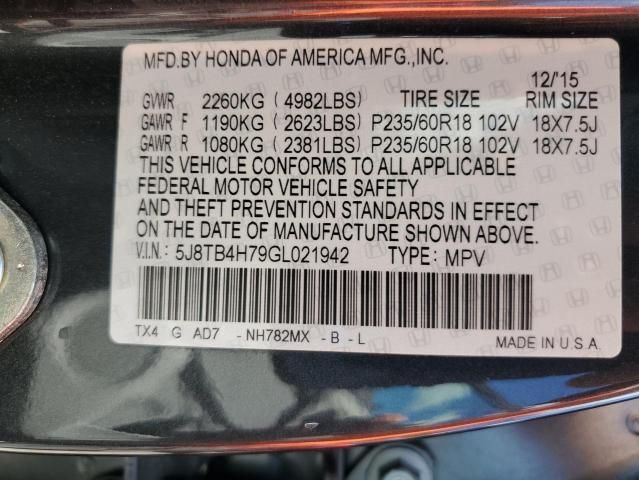 MFD.BY HONDA OF AMERICA MFG.,INC.
12/'15
GVWR 2260KG (4982LBS) TIRE SIZE RIM SIZE
GAWR F 1190KG (2623LBS) P235/60R18 102V 18X7.5J
GAWR R 1080KG (2381LBS) P235/60R18 102V 18X7.5J
THIS VEHICLE CONFORMS TO ALL APPLICABLE
FEDERAL MOTOR VEHICLE SAFETY
AND THEFT PREVENTION STANDARDS IN EFFECT
ON THE DATE OF MANUFACTURE SHOWN ABOVE.
V.I.N.: 5J8TB4H79GL021942 TYPE: MPV
TX4 G AD7 -NH782MX -B -L
MADE IN U.S.A.